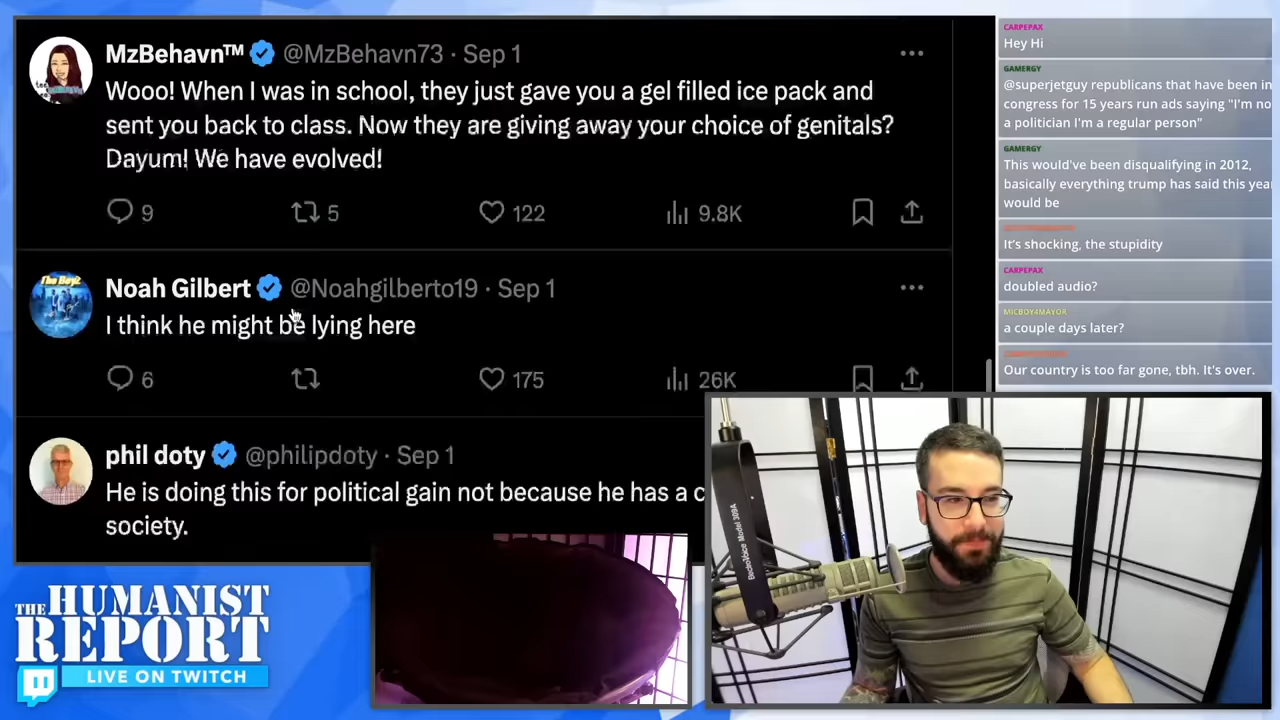 MzBehavn™ @MzBehavn73 · Sep 1
Wooo! When I was in school, they just gave you a gel filled ice pack and
sent you back to class. Now they are giving away your choice of genitals?
Dayum! We have evolved!
9 5 122 9.8K
Noah Gilbert @Noahgilberto19 · Sep 1
I think he might be lying here
6 175 26K
phil doty @philipdoty · Sep 1
He is doing this for political gain not because he has a c
society.
CARPEPAX
Hey Hi
GAMERGY
@superjetguy republicans that have been in
congress for 15 years run ads saying "I'm no
a politician I'm a regular person"
GAMERGY
This would've been disqualifying in 2012,
basically everything trump has said this yea
would be
It's shocking, the stupidity
CARPEPAX
doubled audio?
MICBOY4MAYOR
a couple days later?
Our country is too far gone, tbh. It's over.
THE HUMANIST
REPORT
LIVE ON TWITCH